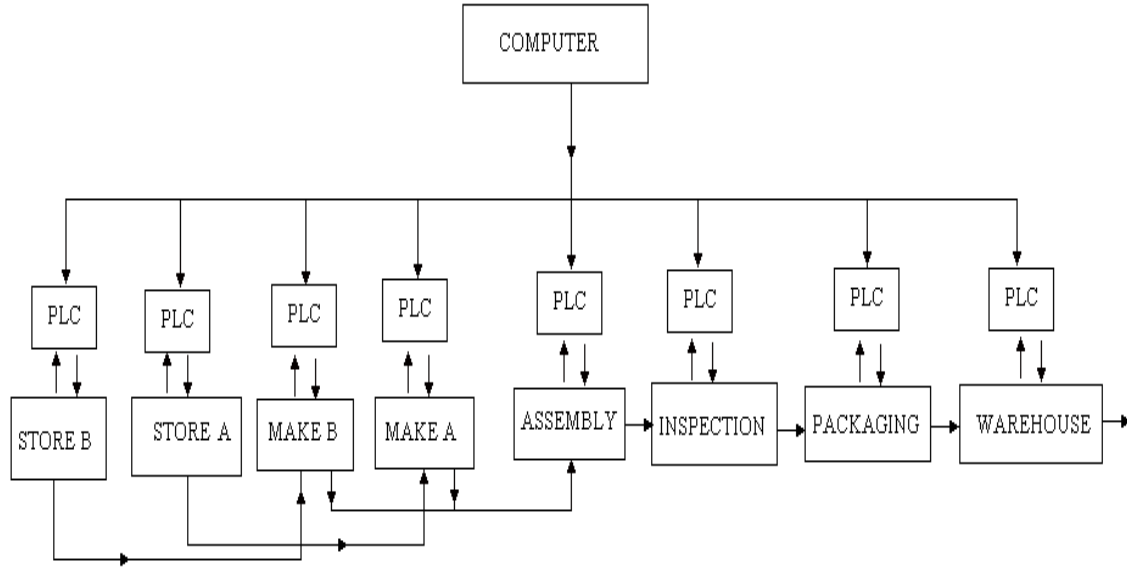 COMPUTER
PLC
PLC
PLC
PLC
PLC
PLC
PLC
PLC
STORE B
STORE A
MAKE B
MAKE A
ASSEMBLY
INSPECTION
PACKAGING
WAREHOUSE